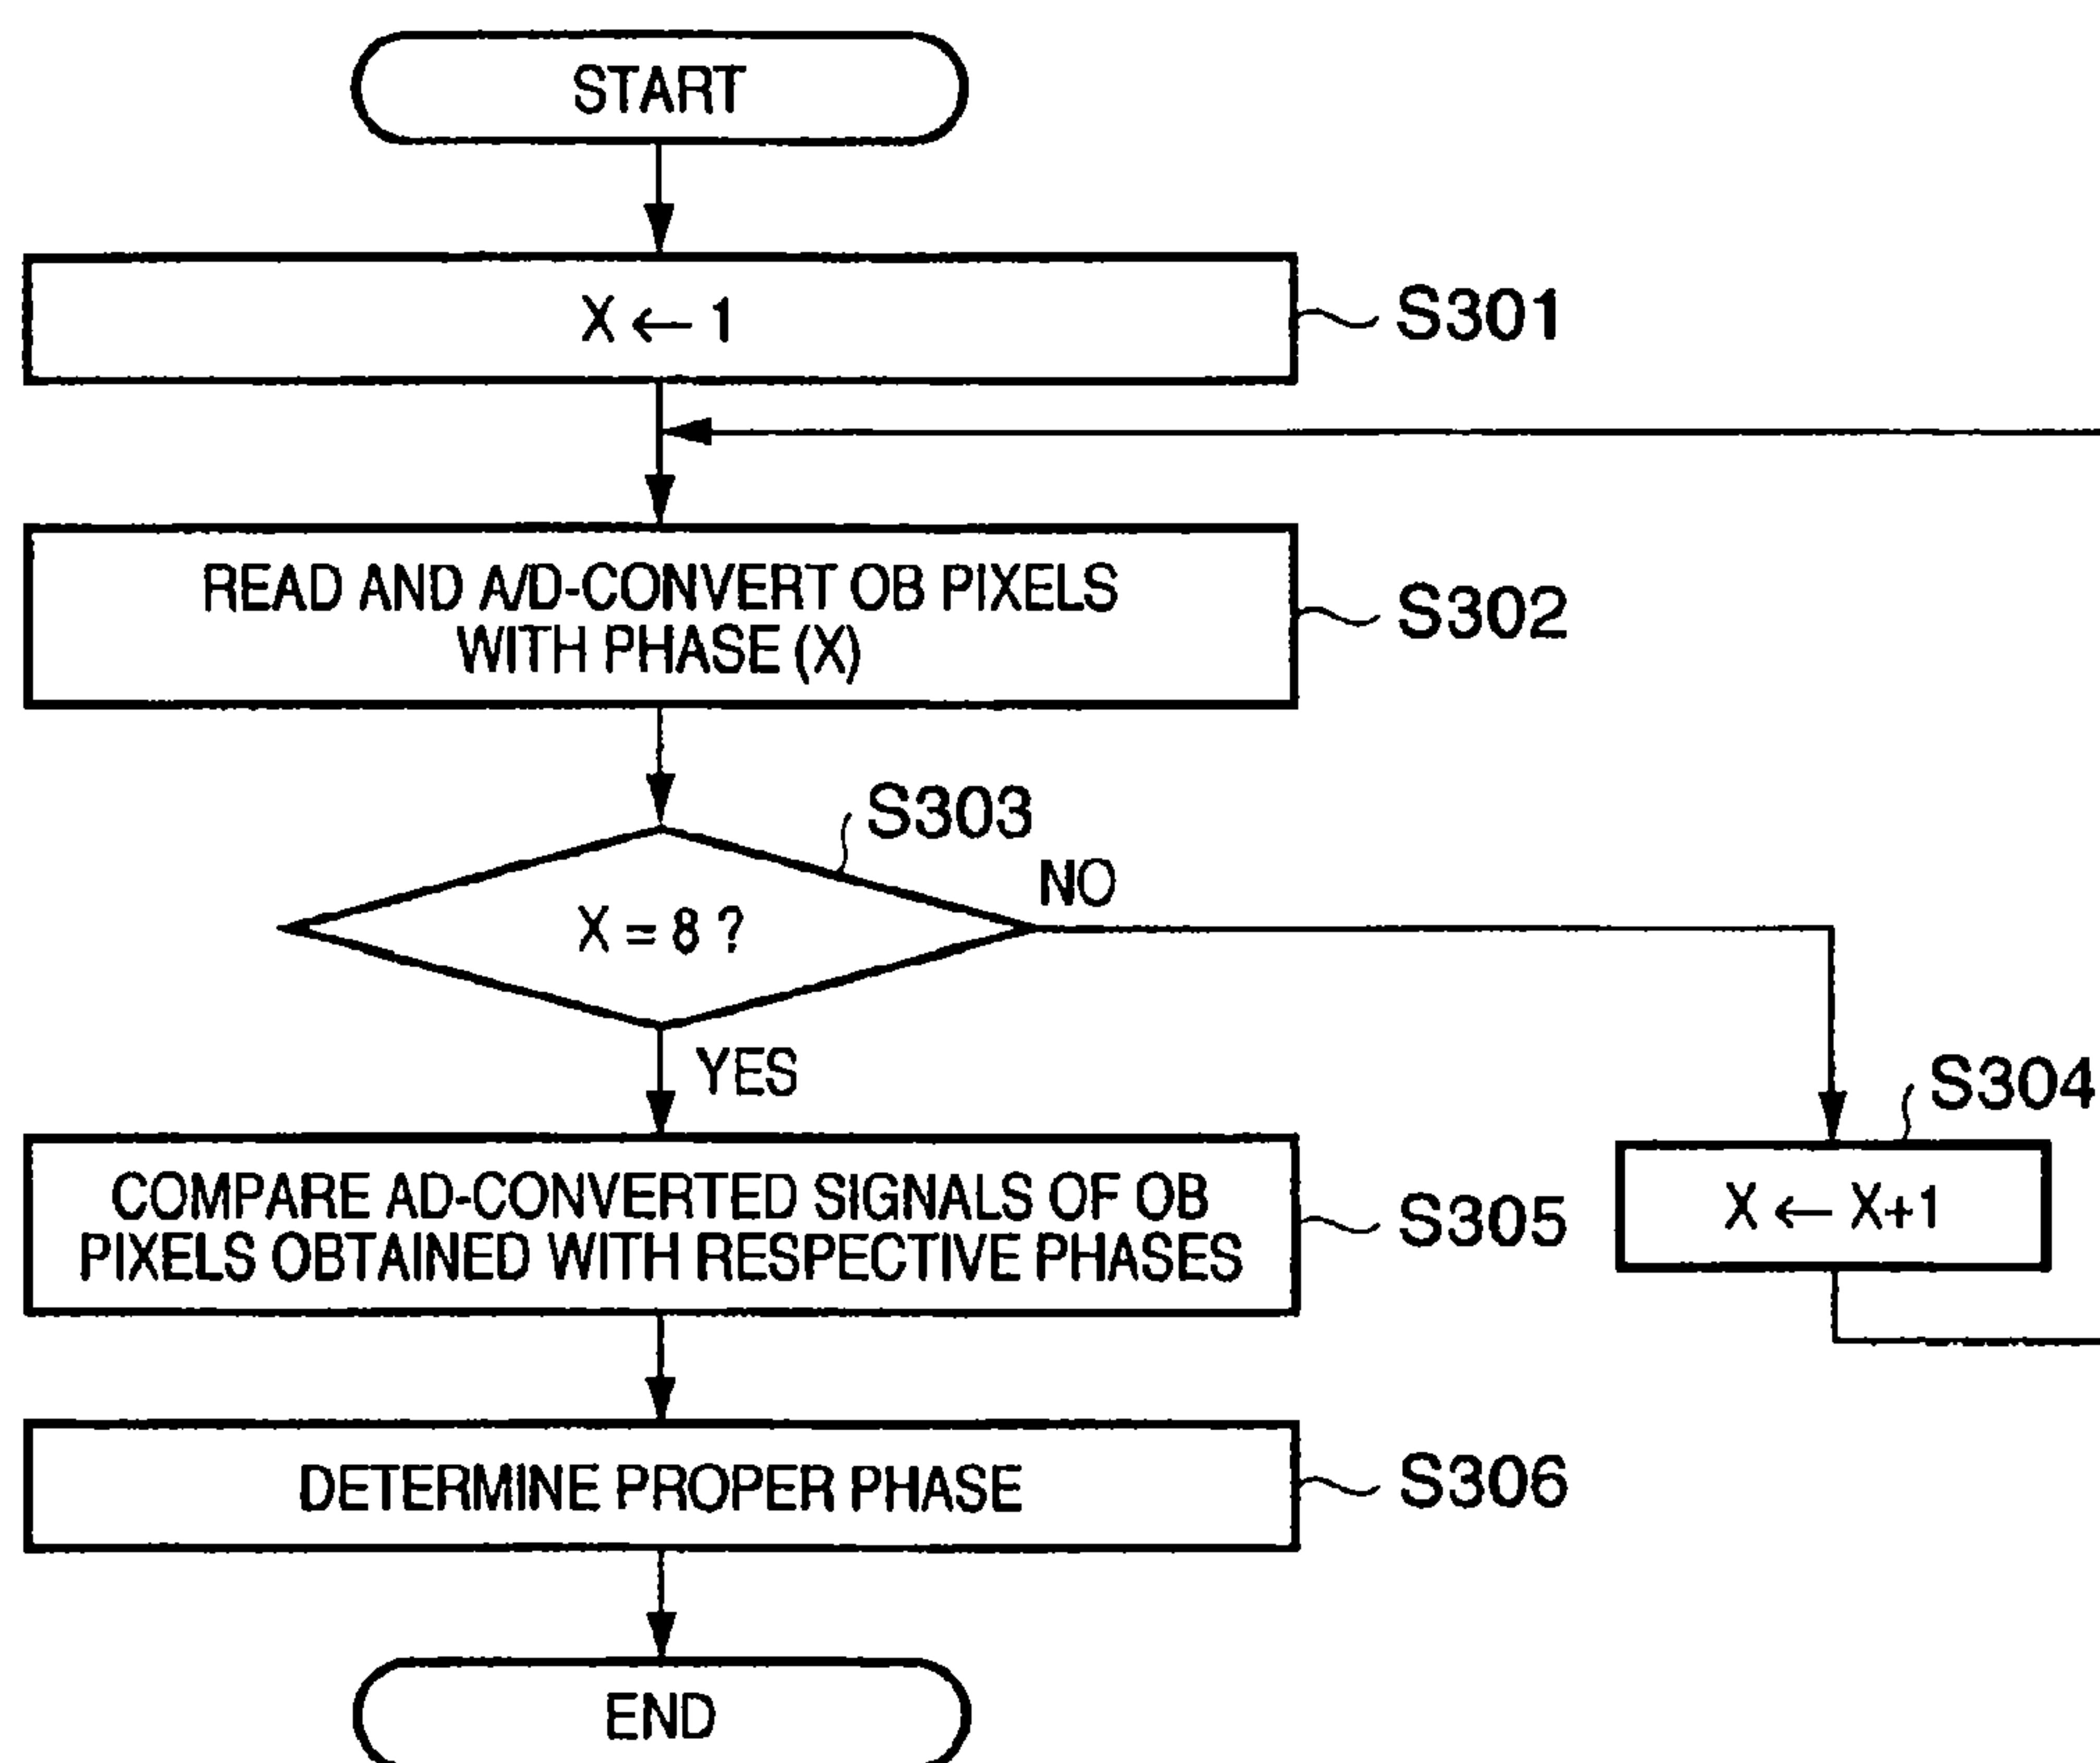 START
X ← 1
S301
READ AND A/D-CONVERT OB PIXELS
WITH PHASE (X)
S302
S303
X = 8 ?
NO
YES
S304
X ← X+1
COMPARE AD-CONVERTED SIGNALS OF OB
PIXELS OBTAINED WITH RESPECTIVE PHASES
S305
DETERMINE PROPER PHASE
S306
END